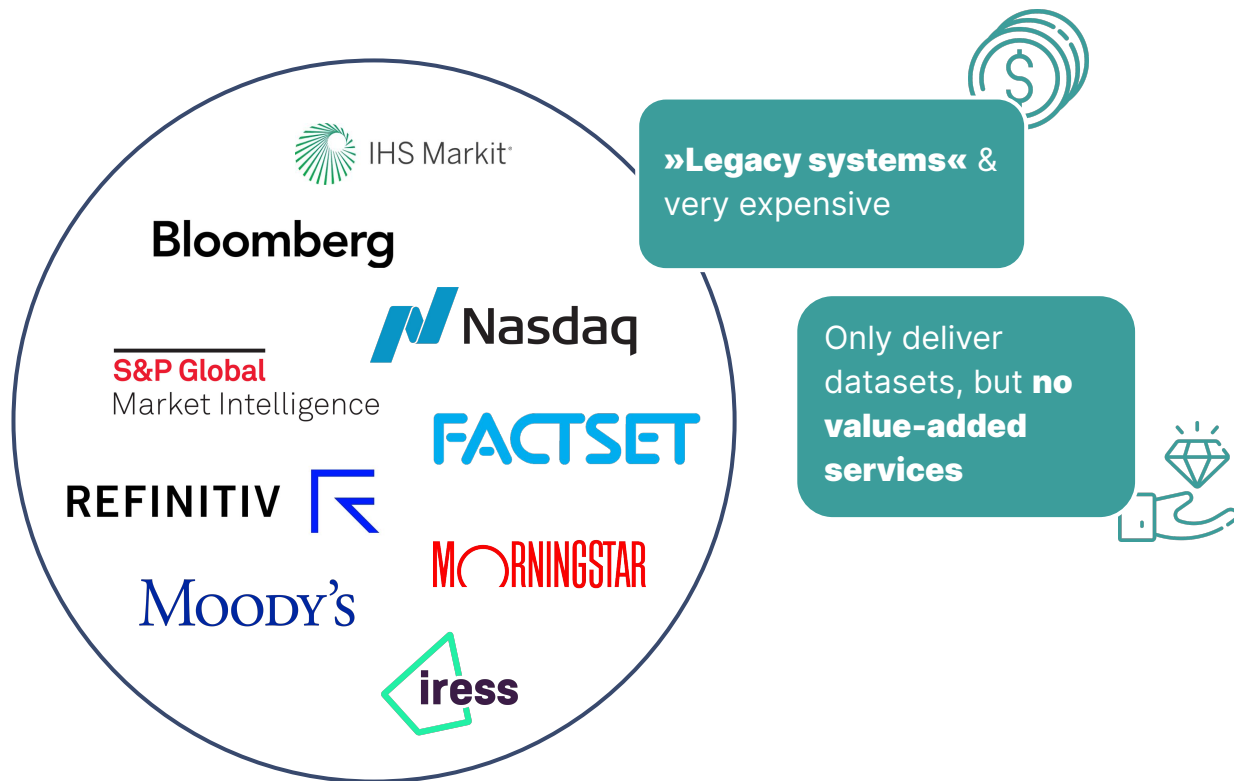 IHS Markit®
Bloomberg
Nasdaq
S&P Global
Market Intelligence
FACTSET
REFINITIV
MORNINGSTAR
MOODY'S
iress
$
»Legacy systems« &
very expensive
Only deliver
datasets, but no
value-added
services